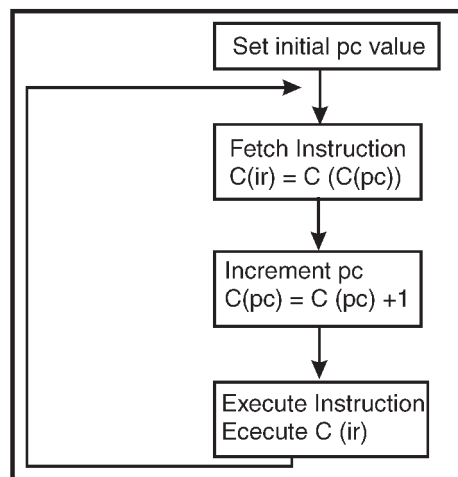 Set initial pc value
Fetch Instruction
C(ir) = C (C(pc))
Increment pc
C(pc) = C (pc) +1
Execute Instruction
Ececute C (ir)